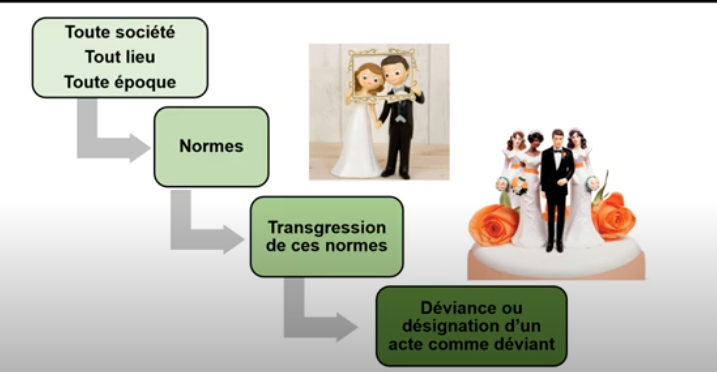 Toute société
Tout lieu
Toute époque
Normes
Transgression
de ces normes
Déviance ou
désignation d'un
acte comme déviant